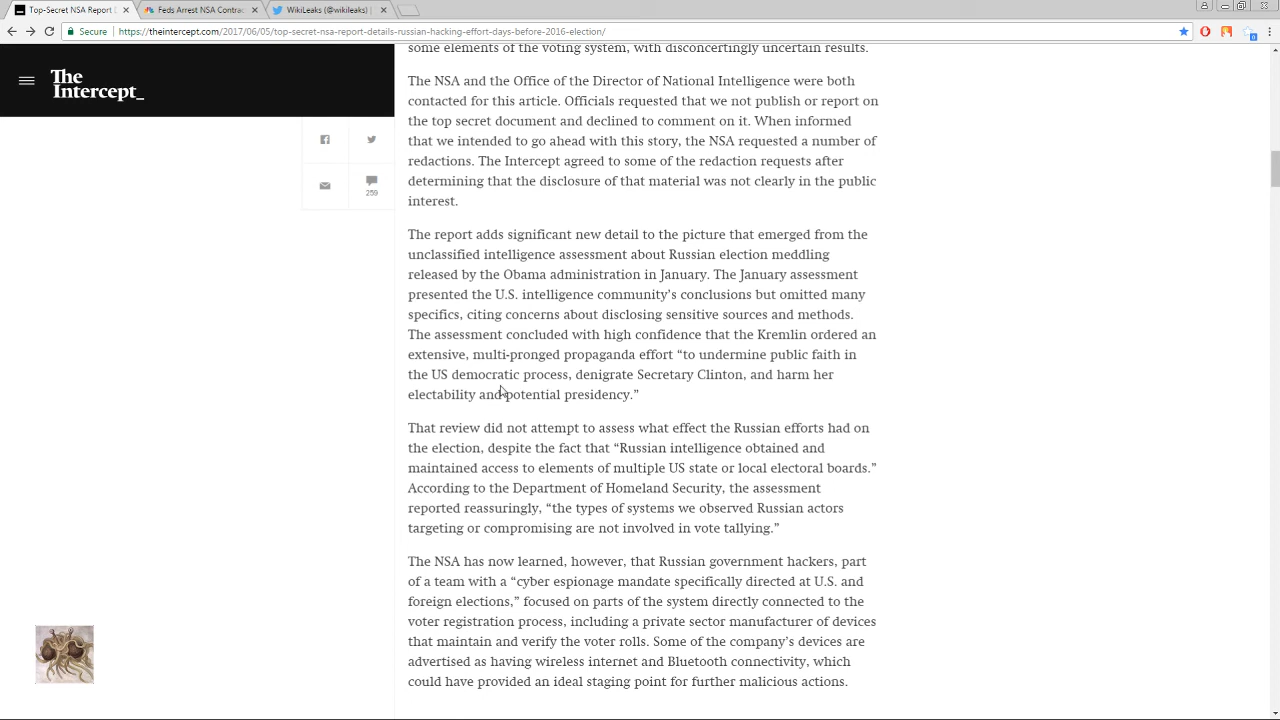 Top-Secret NSA Report D
Feds Arrest NSA Contrac
WikiLeaks (@wikileaks) |
Secure
https://theintercept.com/2017/06/05/top-secret-nsa-report-details-russian-hacking-effort-days-before-2016-election/
The
Intercept_
259
some elements of the voting system, with disconcertingly uncertain results.
The NSA and the Office of the Director of National Intelligence were both
contacted for this article. Officials requested that we not publish or report on
the top secret document and declined to comment on it. When informed
that we intended to go ahead with this story, the NSA requested a number of
redactions. The Intercept agreed to some of the redaction requests after
determining that the disclosure of that material was not clearly in the public
interest.
The report adds significant new detail to the picture that emerged from the
unclassified intelligence assessment about Russian election meddling
released by the Obama administration in January. The January assessment
presented the U.S. intelligence community’s conclusions but omitted many
specifics, citing concerns about disclosing sensitive sources and methods.
The assessment concluded with high confidence that the Kremlin ordered an
extensive, multi-pronged propaganda effort “to undermine public faith in
the US democratic process, denigrate Secretary Clinton, and harm her
electability and potential presidency.”
That review did not attempt to assess what effect the Russian efforts had on
the election, despite the fact that “Russian intelligence obtained and
maintained access to elements of multiple US state or local electoral boards.”
According to the Department of Homeland Security, the assessment
reported reassuringly, “the types of systems we observed Russian actors
targeting or compromising are not involved in vote tallying.”
The NSA has now learned, however, that Russian government hackers, part
of a team with a “cyber espionage mandate specifically directed at U.S. and
foreign elections,” focused on parts of the system directly connected to the
voter registration process, including a private sector manufacturer of devices
that maintain and verify the voter rolls. Some of the company’s devices are
advertised as having wireless internet and Bluetooth connectivity, which
could have provided an ideal staging point for further malicious actions.